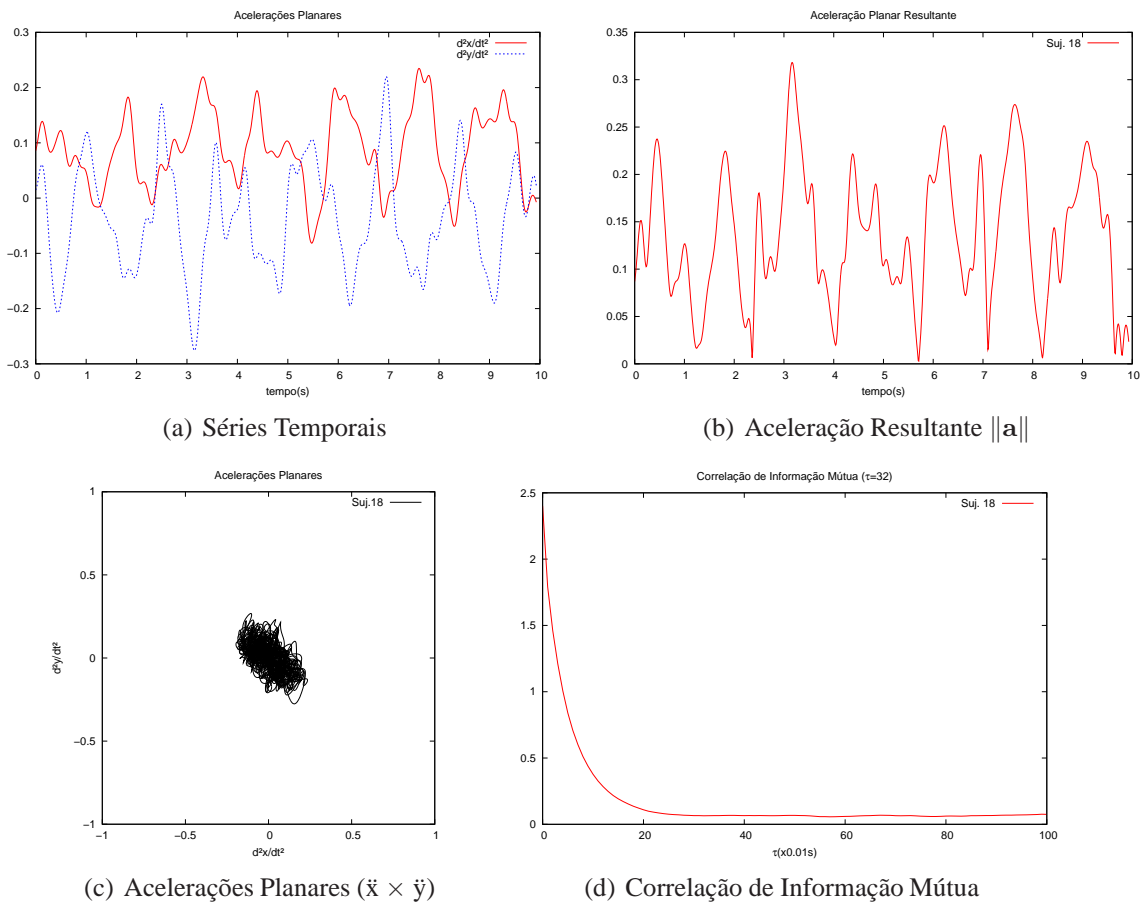 Acelerações Planares
0.3
0.2
0.1
0
−0.1
−0.2
−0.3
d²x/dt²
d²y/dt²
0 1 2 3 4 5 6 7 8 9 10
tempo(s)
(a) Séries Temporais
Aceleração Planar Resultante
0.35
0.3
0.25
0.2
0.15
0.1
0.05
0
Suj. 18
0 1 2 3 4 5 6 7 8 9 10
tempo(s)
(b) Aceleração Resultante ‖a‖
Acelerações Planares
d²y/dt²
1
0.5
0
−0.5
−1
Suj.18
−1 −0.5 0 0.5 1
d²x/dt²
(c) Acelerações Planares (ẍ × ÿ)
Correlação de Informação Mútua (τ=32)
2.5
2
1.5
1
0.5
0
Suj. 18
0 20 40 60 80 100
τ(x0.01s)
(d) Correlação de Informação Mútua